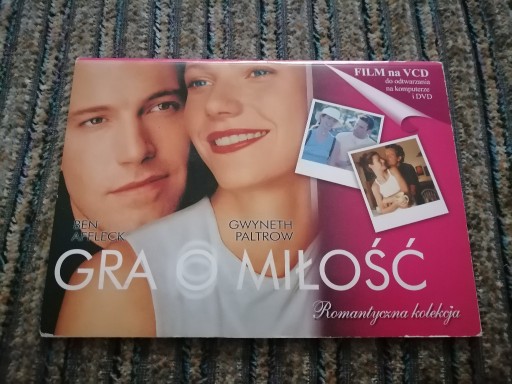 FILM na VCD
do odtwarzania
na komputerze
i DVD
BEN
AFFLECK
GWYNETH
PALTROW
GRA O MIŁOŚĆ
Romantyczna kolekcja